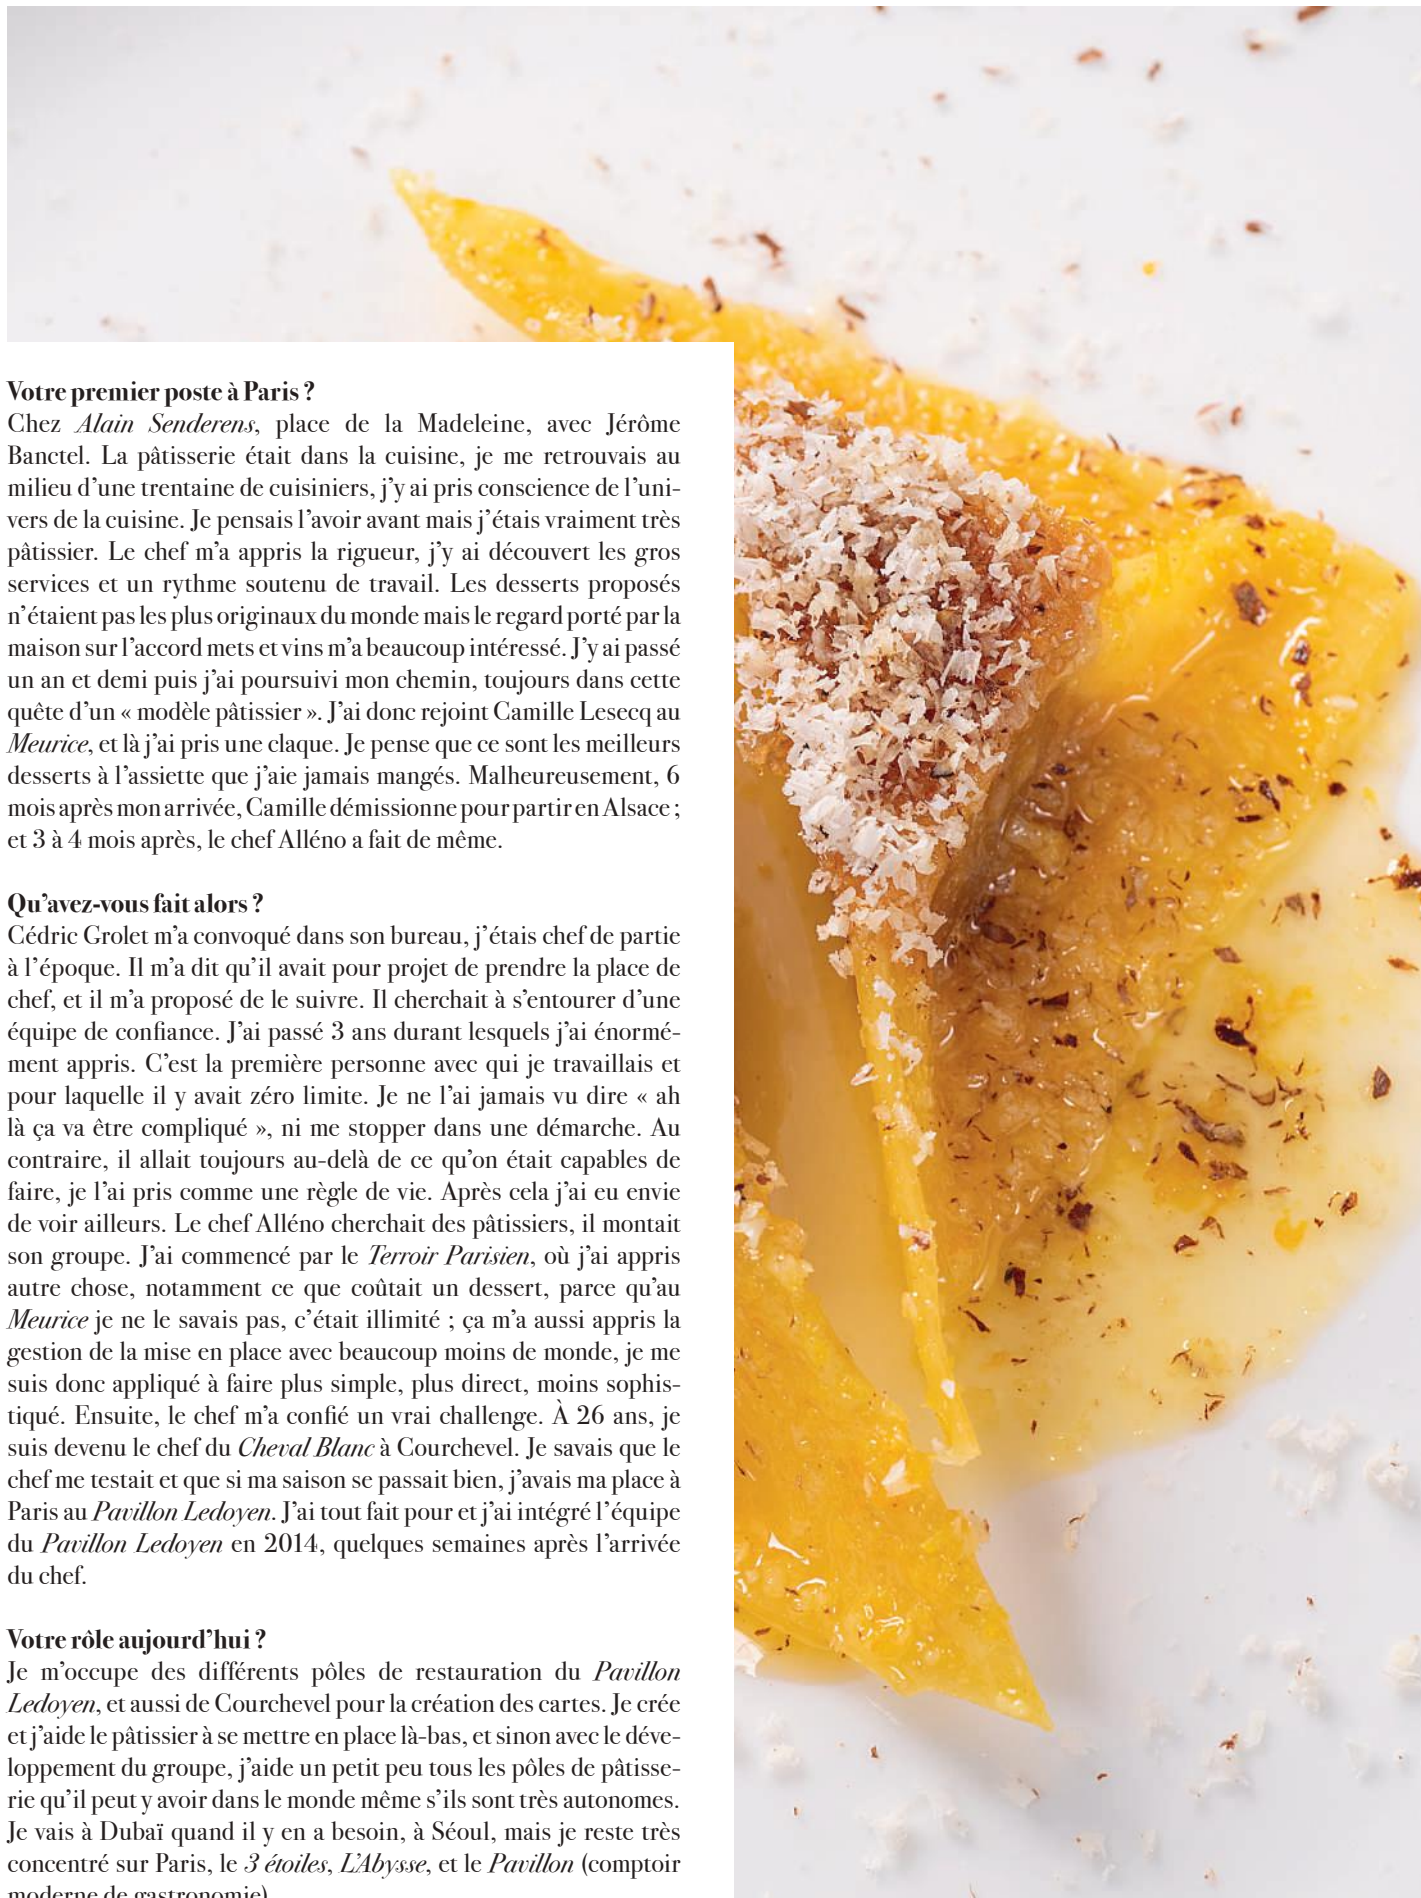 Votre premier poste à Paris ?
Chez Alain Senderens, place de la Madeleine, avec Jérôme
Banctel. La pâtisserie était dans la cuisine, je me retrouvais au
milieu d’une trentaine de cuisiniers, j’y ai pris conscience de l’uni-
vers de la cuisine. Je pensais l’avoir avant mais j’étais vraiment très
pâtissier. Le chef m’a appris la rigueur, j’y ai découvert les gros
services et un rythme soutenu de travail. Les desserts proposés
n’étaient pas les plus originaux du monde mais le regard porté par la
maison sur l’accord mets et vins m’a beaucoup intéressé. J’y ai passé
un an et demi puis j’ai poursuivi mon chemin, toujours dans cette
quête d’un « modèle pâtissier ». J’ai donc rejoint Camille Lesecq au
Meurice, et là j’ai pris une claque. Je pense que ce sont les meilleurs
desserts à l’assiette que j’aie jamais mangés. Malheureusement, 6
mois après mon arrivée, Camille démissionne pour partir en Alsace ;
et 3 à 4 mois après, le chef Alléno a fait de même.
Qu’avez-vous fait alors ?
Cédric Grolet m’a convoqué dans son bureau, j’étais chef de partie
à l’époque. Il m’a dit qu’il avait pour projet de prendre la place de
chef, et il m’a proposé de le suivre. Il cherchait à s’entourer d’une
équipe de confiance. J’ai passé 3 ans durant lesquels j’ai énormé-
ment appris. C’est la première personne avec qui je travaillais et
pour laquelle il y avait zéro limite. Je ne l’ai jamais vu dire « ah
là ça va être compliqué », ni me stopper dans une démarche. Au
contraire, il allait toujours au-delà de ce qu’on était capables de
faire, je l’ai pris comme une règle de vie. Après cela j’ai eu envie
de voir ailleurs. Le chef Alléno cherchait des pâtissiers, il montait
son groupe. J’ai commencé par le Terroir Parisien, où j’ai appris
autre chose, notamment ce que coûtait un dessert, parce qu’au
Meurice je ne le savais pas, c’était illimité ; ça m’a aussi appris la
gestion de la mise en place avec beaucoup moins de monde, je me
suis donc appliqué à faire plus simple, plus direct, moins sophis-
tiqué. Ensuite, le chef m’a confié un vrai challenge. À 26 ans, je
suis devenu le chef du Cheval Blanc à Courchevel. Je savais que le
chef me testait et que si ma saison se passait bien, j’avais ma place à
Paris au Pavillon Ledoyen. J’ai tout fait pour et j’ai intégré l’équipe
du Pavillon Ledoyen en 2014, quelques semaines après l’arrivée
du chef.
Votre rôle aujourd’hui ?
Je m’occupe des différents pôles de restauration du Pavillon
Ledoyen, et aussi de Courchevel pour la création des cartes. Je crée
et j’aide le pâtissier à se mettre en place là-bas, et sinon avec le déve-
loppement du groupe, j’aide un petit peu tous les pôles de pâtisse-
rie qu’il peut y avoir dans le monde même s’ils sont très autonomes.
Je vais à Dubaï quand il y en a besoin, à Séoul, mais je reste très
concentré sur Paris, le 3 étoiles, L’Abysse, et le Pavillon (comptoir
moderne de gastronomie)